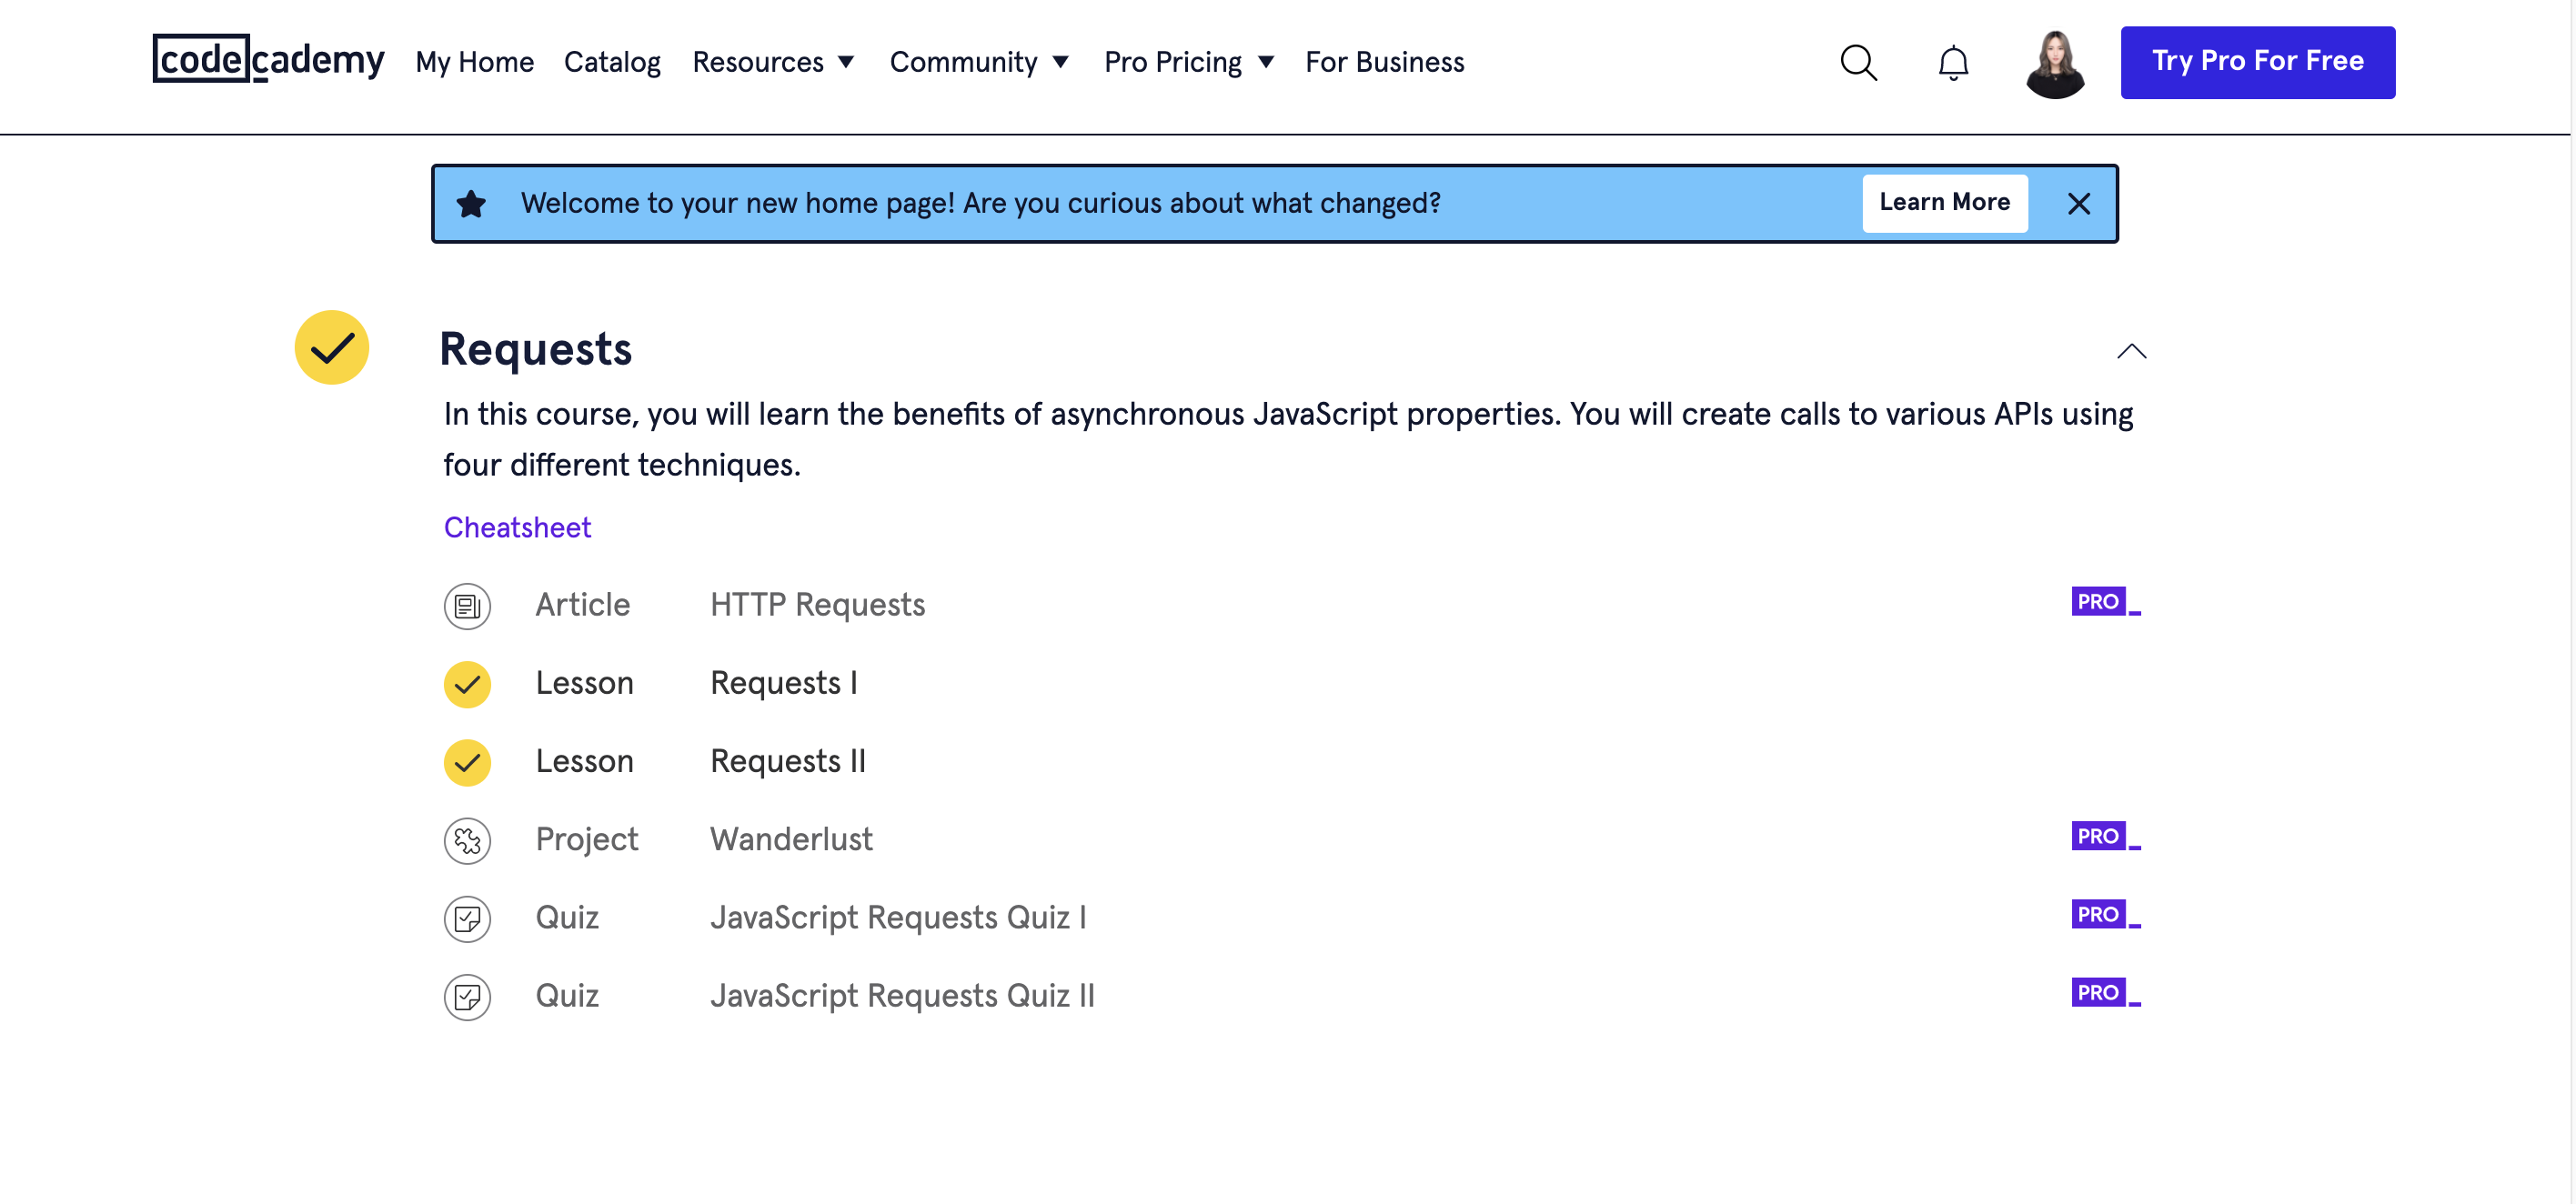 codecademy My Home Catalog Resources Community Pro Pricing For Business Try Pro For Free
Welcome to your new home page! Are you curious about what changed? Learn More
Requests
In this course, you will learn the benefits of asynchronous JavaScript properties. You will create calls to various APIs using
four different techniques.
Cheatsheet
Article HTTP Requests PRO
Lesson Requests I
Lesson Requests II
Project Wanderlust PRO
Quiz JavaScript Requests Quiz I PRO
Quiz JavaScript Requests Quiz II PRO